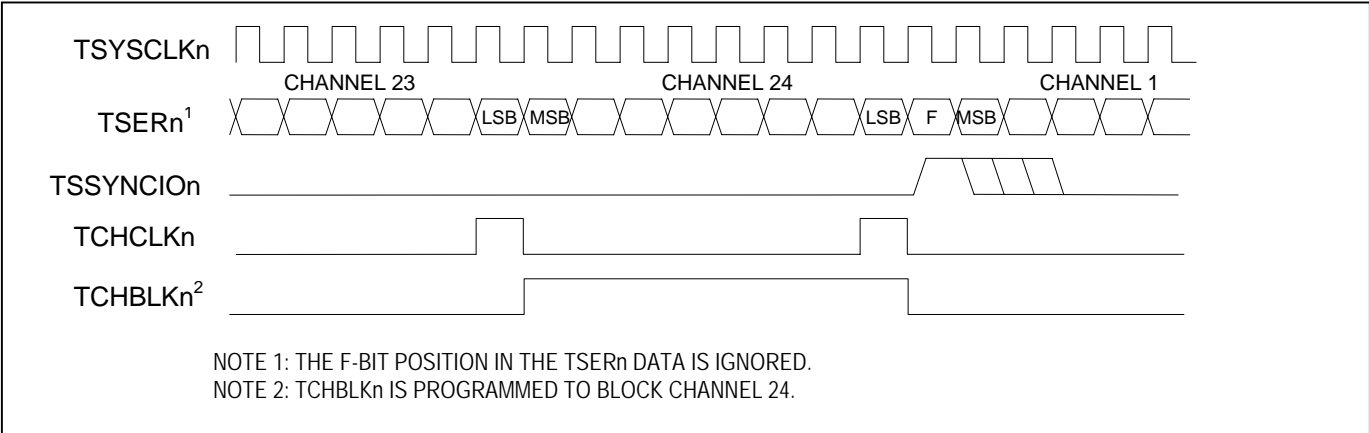 TSYSCLKn
CHANNEL 23 CHANNEL 24 CHANNEL 1
TSERn¹ LSB MSB LSB F MSB
TSSYNCIOn
TCHCLKn
TCHBLKn²
NOTE 1: THE F-BIT POSITION IN THE TSERn DATA IS IGNORED.
NOTE 2: TCHBLKn IS PROGRAMMED TO BLOCK CHANNEL 24.